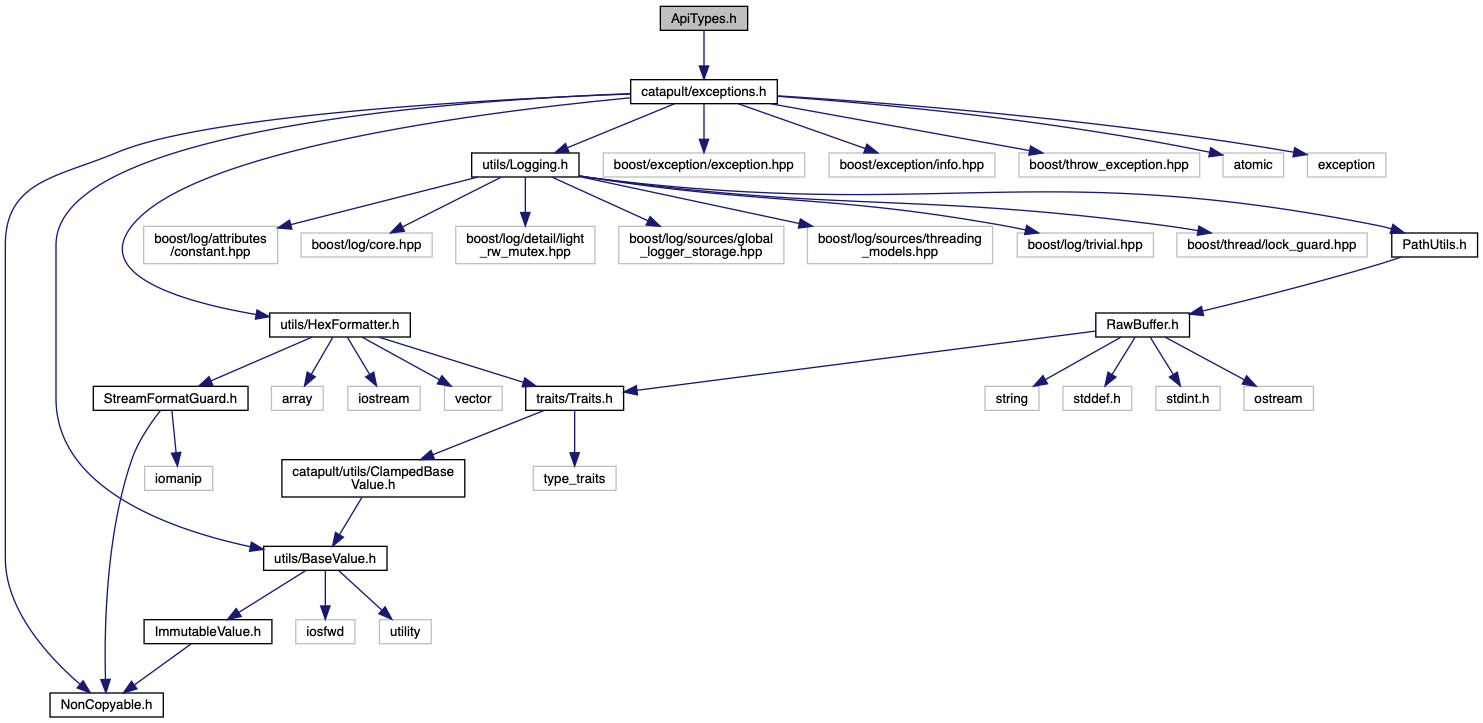 ApiTypes.h
catapult/exceptions.h
utils/Logging.h
boost/exception/exception.hpp
boost/exception/info.hpp
boost/throw_exception.hpp
atomic
exception
boost/log/attributes
/constant.hpp
boost/log/core.hpp
boost/log/detail/light
_rw_mutex.hpp
boost/log/sources/global
_logger_storage.hpp
boost/log/sources/threading
_models.hpp
boost/log/trivial.hpp
boost/thread/lock_guard.hpp
PathUtils.h
utils/HexFormatter.h
RawBuffer.h
StreamFormatGuard.h
array
iostream
vector
traits/Traits.h
string
stddef.h
stdint.h
ostream
iomanip
catapult/utils/ClampedBase
Value.h
type_traits
utils/BaseValue.h
ImmutableValue.h
iosfwd
utility
NonCopyable.h